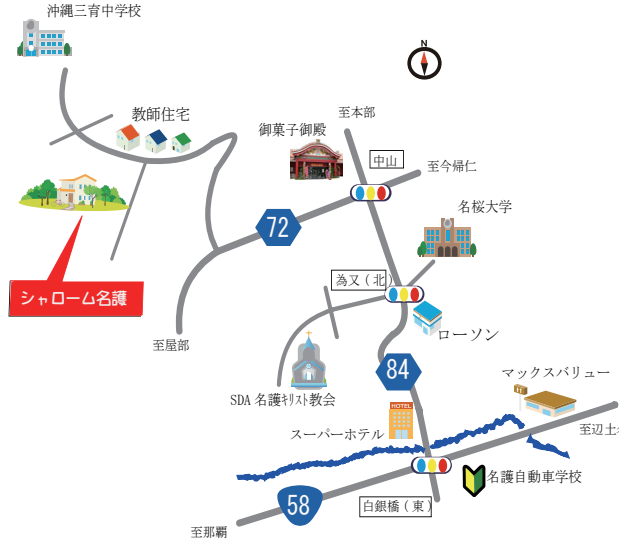 沖縄三育中学校
N
教師住宅
至本部
御菓子御殿
中山
至今帰仁
名桜大学
72
シャローム名護
為又(北)
ローソン
至屋部
84
SDA 名護ｷﾘｽﾄ教会
マックスバリュー
H
HOTEL
スーパーホテル
至辺土名
名護自動車学校
58
白銀橋(東)
至那覇